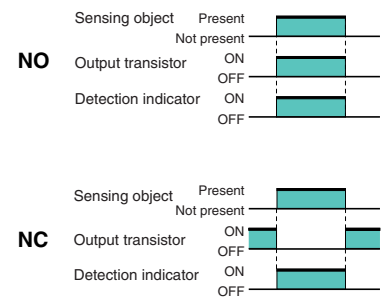 Sensing object Present
Not present
NO Output transistor ON
OFF
Detection indicator ON
OFF
Sensing object Present
Not present
NC Output transistor ON
OFF
Detection indicator ON
OFF